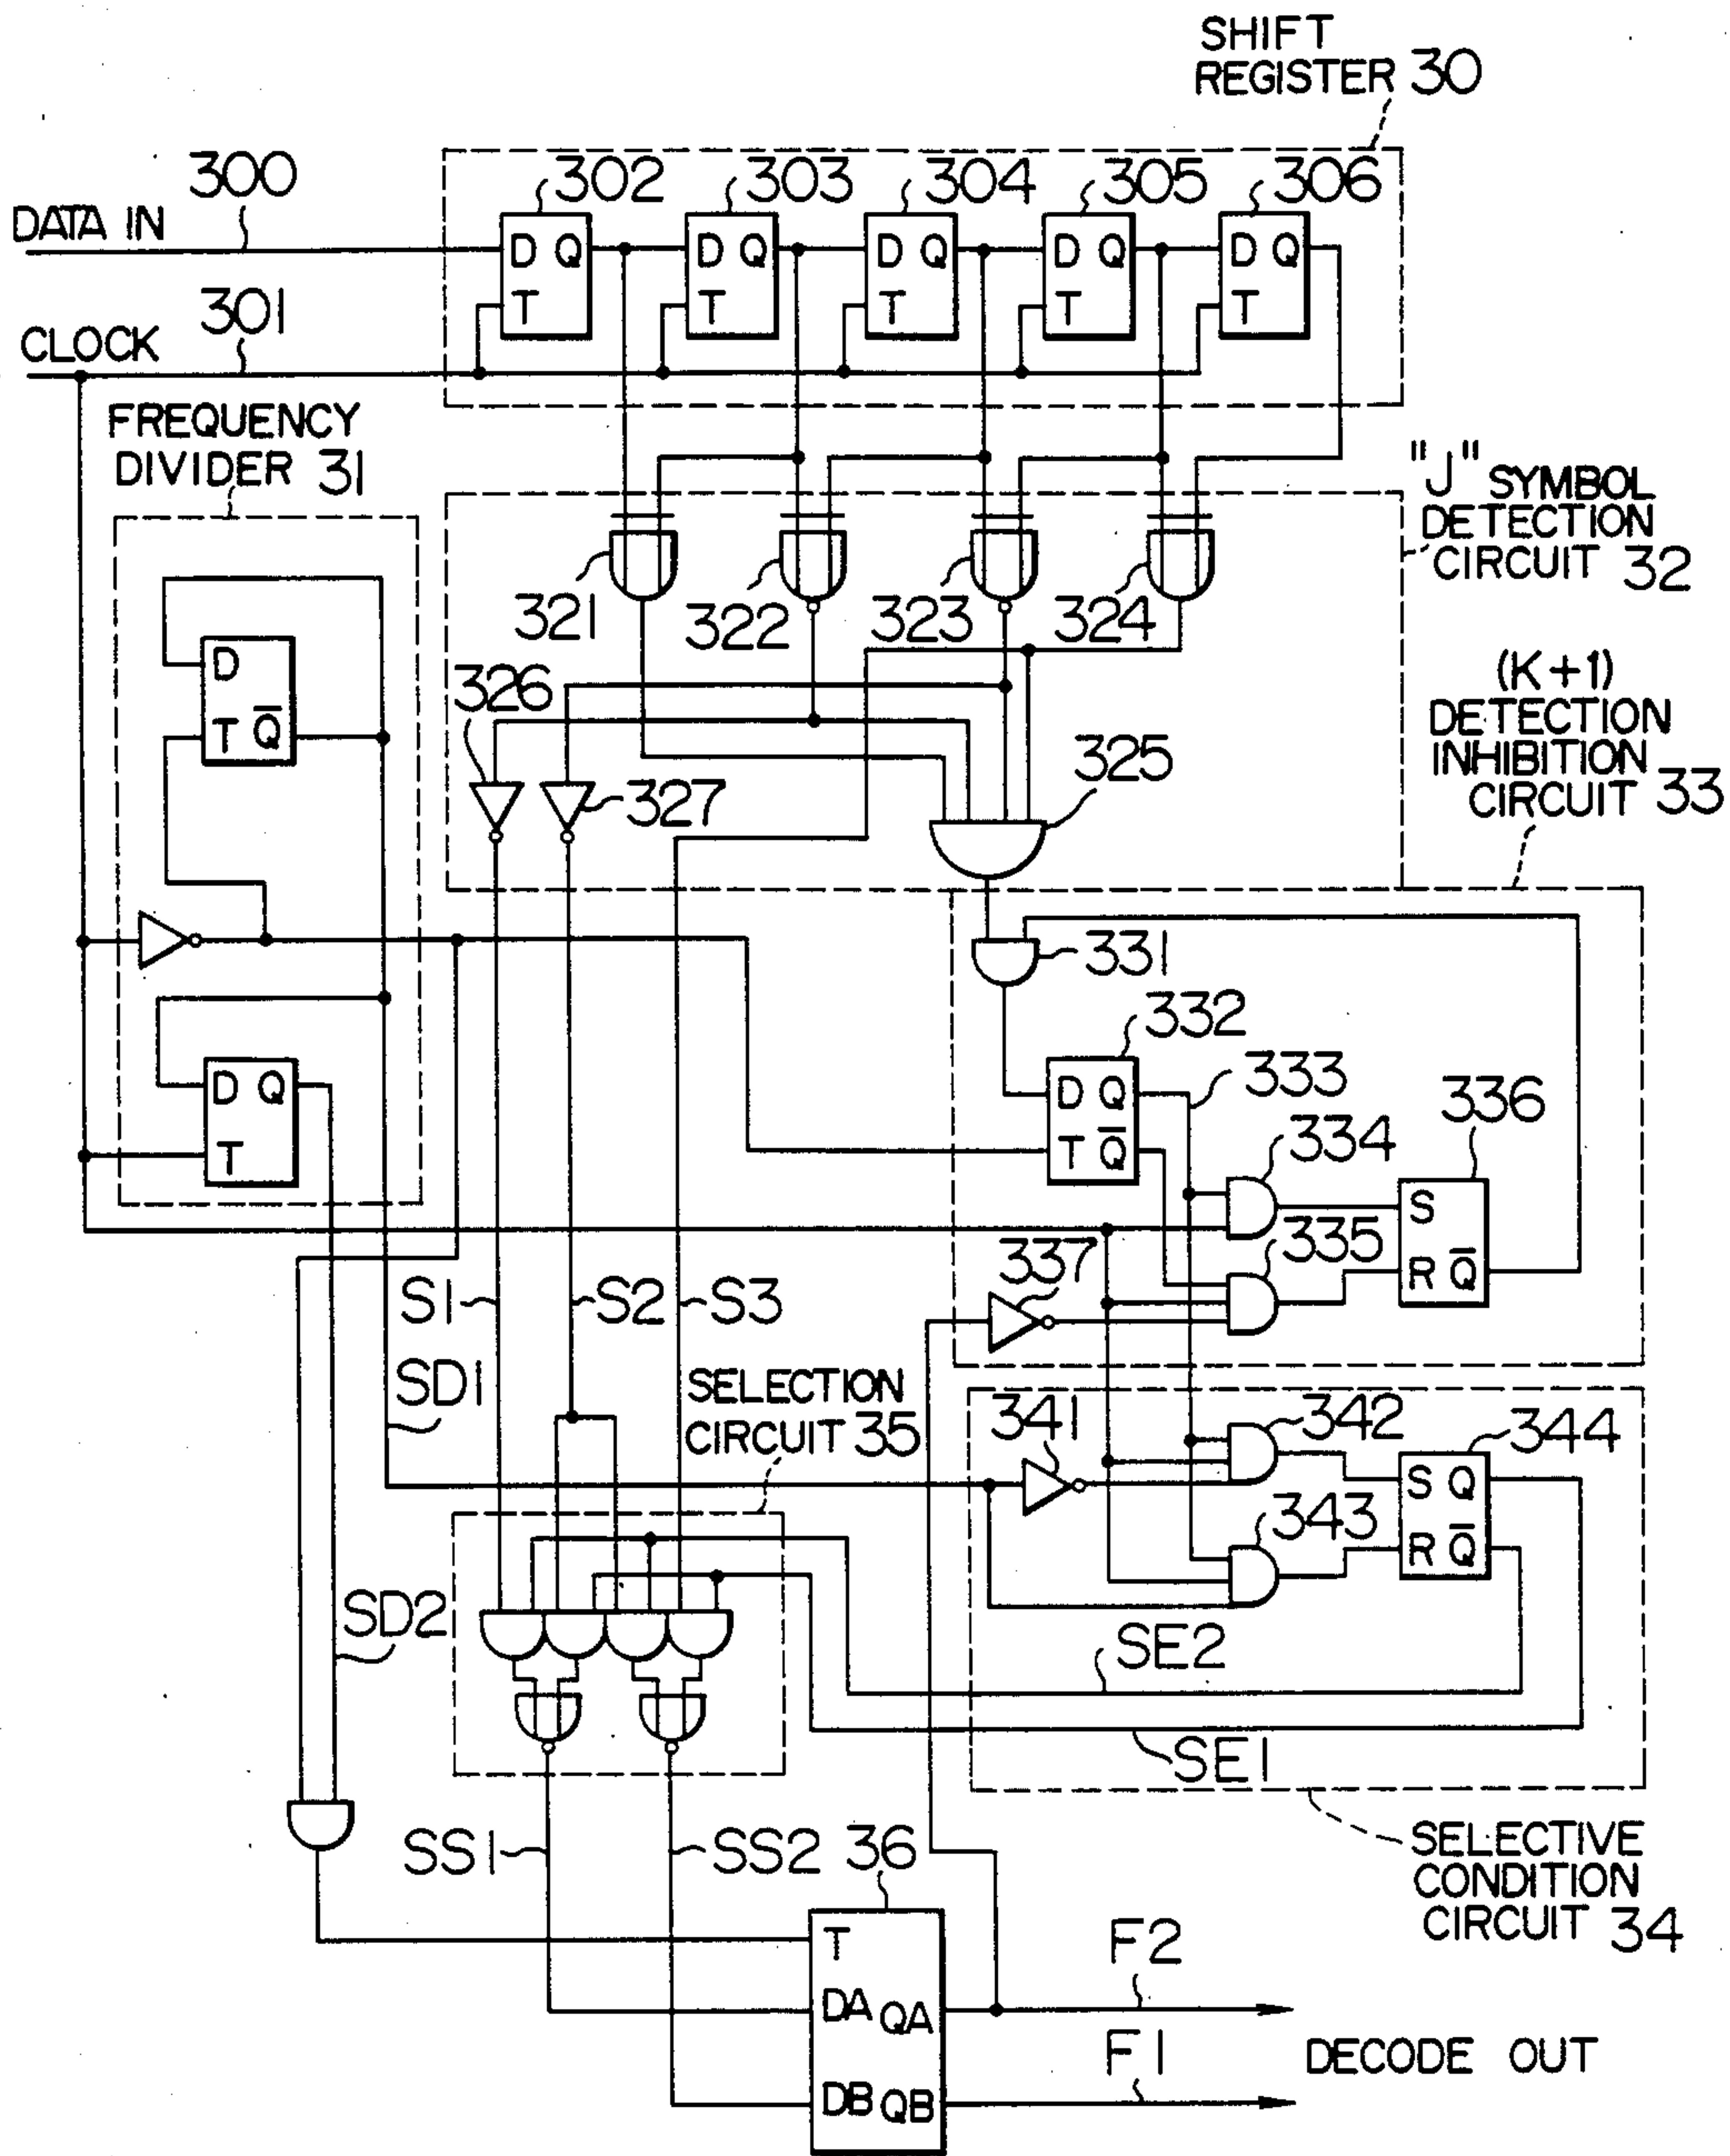 SHIFT
REGISTER 30
300
302
303
304
305
306
DATA IN
D Q
T
D Q
T
D Q
T
D Q
T
D Q
T
301
CLOCK
FREQUENCY
DIVIDER 31
"J" SYMBOL
DETECTION
CIRCUIT 32
321
322
323
324
D
T Q̅
326
327
325
(K+1)
DETECTION
INHIBITION
CIRCUIT 33
331
332
333
334
336
D Q
T
D Q
T Q̅
S
R Q̅
335
337
S1
S2
S3
SD1
SELECTION
CIRCUIT 35
341
342
344
S Q
R Q̅
343
SD2
SE2
SE1
SS1
SS2
36
SELECTIVE
CONDITION
CIRCUIT 34
T
DA QA
DB QB
F2
F1
DECODE OUT